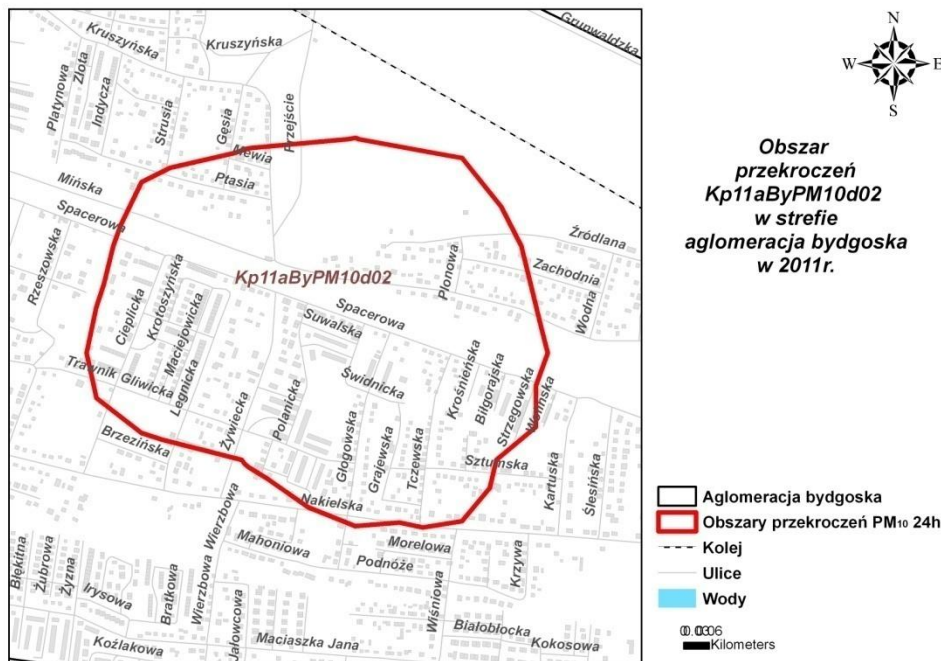 Grunwaldzka
Kruszyńska
Kruszyńska
Platynowa
Złota
Indycza
Strusia
Gęsia
Przejście
Mewia
Ptasia
Mińska
Spacerowa
Rzeszowska
Kp11aByPM10d02
Źródlana
Zachodnia
Wodna
Plonowa
Cieplicka
Krotoszyńska
Maciejowicka
Legnicka
Suwalska
Spacerowa
Świdnicka
Trawnik Gliwicka
Żywiecka
Polanicka
Krośnieńska
Biłgorajska
Strzegowska
Wolińska
Brzezińska
Głogowska
Grajewska
Tczewska
Sztumska
Kartuska
Ślesińska
Nakielska
Wierzbowa
Mahoniowa
Morelowa
Podnóże
Krzywa
Błękitna
Żubrowa
Żyzna
Irysowa
Bratkowa
Wierzbowa
Jałowcowa
Wiśniowa
Białobłocka
Koźlakowa
Maciaszka Jana
Kokosowa
N
W E
S
Obszar
przekroczeń
Kp11aByPM10d02
w strefie
aglomeracja bydgoska
w 2011r.
Aglomeracja bydgoska
Obszary przekroczeń PM10 24h
Kolej
Ulice
Wody
Kilometers